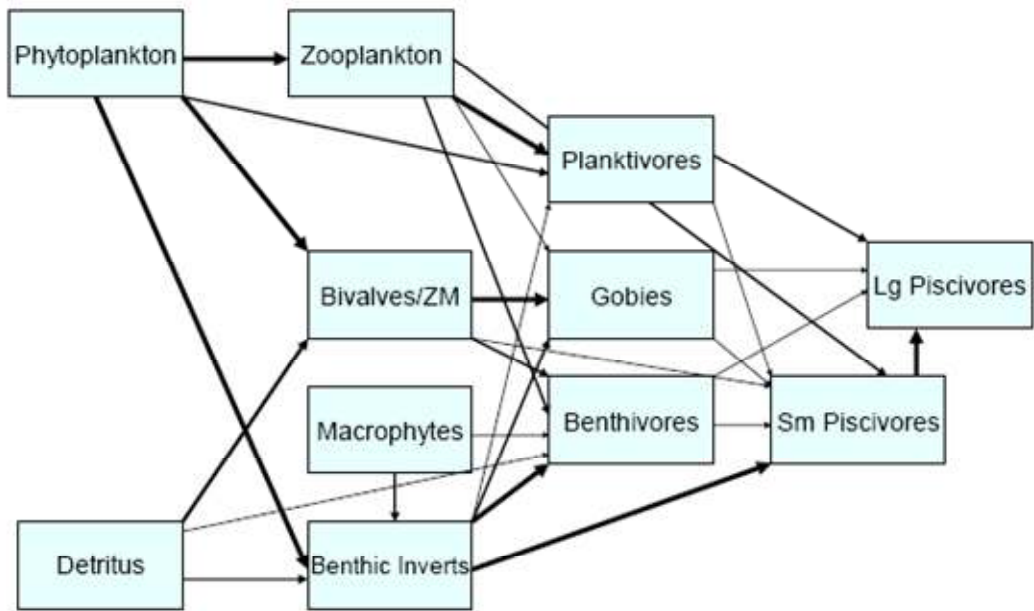 Phytoplankton
Zooplankton
Planktivores
Bivalves/ZM
Gobies
Lg Piscivores
Macrophytes
Benthivores
Sm Piscivores
Detritus
Benthic Inverts